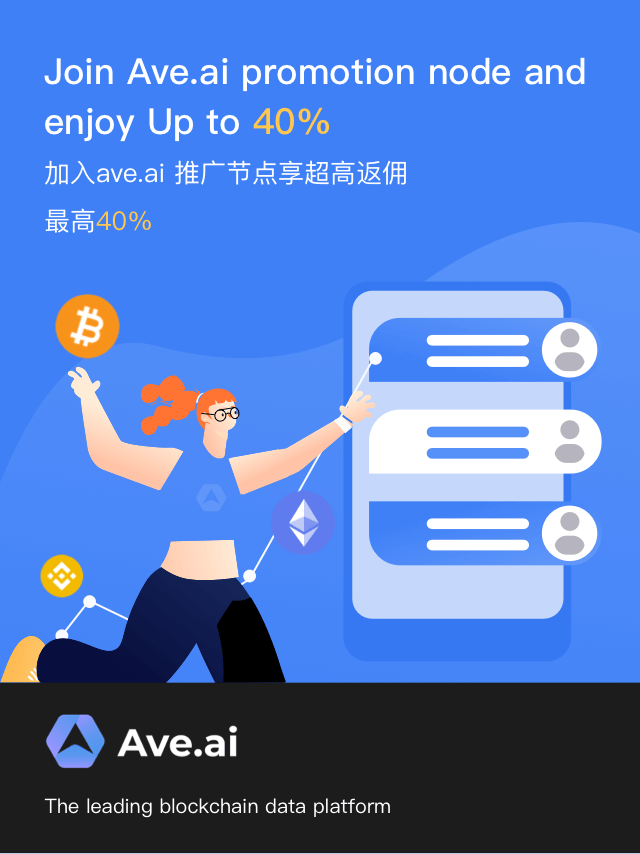 Join Ave.ai promotion node and
enjoy Up to 40%
加入ave.ai 推广节点享超高返佣
最高40%
Ave.ai
The leading blockchain data platform